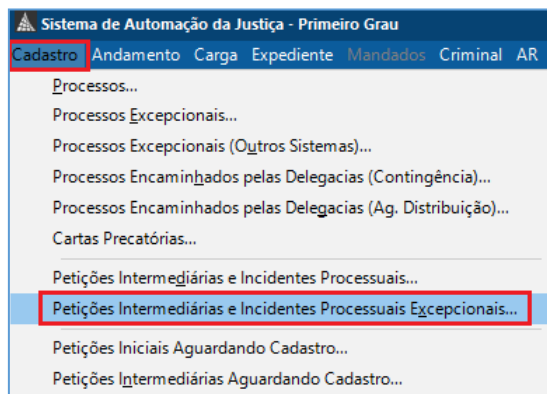 Sistema de Automação da Justiça - Primeiro Grau
Cadastro Andamento Carga Expediente Mandados Criminal AR
Processos...
Processos Excepcionais...
Processos Excepcionais (Outros Sistemas)...
Processos Encaminhados pelas Delegacias (Contingência)...
Processos Encaminhados pelas Delegacias (Ag. Distribuição)...
Cartas Precatórias...
Petições Intermediárias e Incidentes Processuais...
Petições Intermediárias e Incidentes Processuais Excepcionais...
Petições Iniciais Aguardando Cadastro...
Petições Intermediárias Aguardando Cadastro...